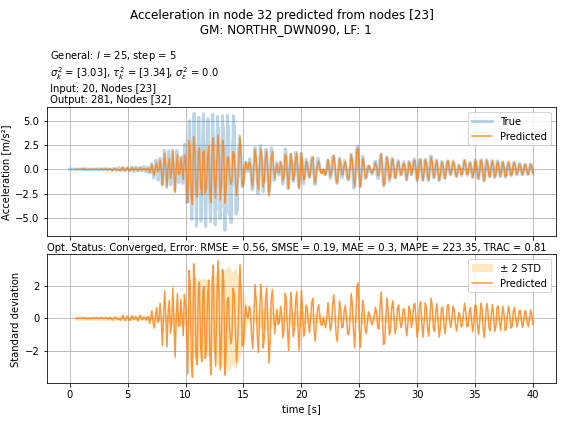 Acceleration in node 32 predicted from nodes [23]
GM: NORTHR_DWN090, LF: 1
General: l = 25, step = 5
σ²ₖ = [3.03], τ²ₖ = [3.34], σ²ε = 0.0
Input: 20, Nodes [23]
Output: 281, Nodes [32]
Acceleration [m/s²]
5.0
2.5
0.0
−2.5
−5.0
True
Predicted
Opt. Status: Converged, Error: RMSE = 0.56, SMSE = 0.19, MAE = 0.3, MAPE = 223.35, TRAC = 0.81
Standard deviation
2
0
−2
± 2 STD
Predicted
0 5 10 15 20 25 30 35 40
time [s]